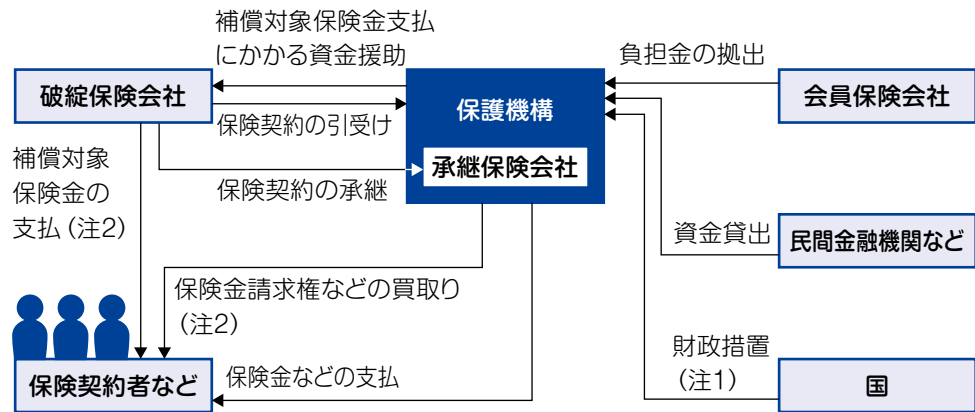 補償対象保険金支払
にかかる資金援助
負担金の拠出
破綻保険会社
保護機構
会員保険会社
保険契約の引受け
補償対象
保険金の
支払(注2)
承継保険会社
保険契約の承継
資金貸出
民間金融機関など
保険金請求権などの買取り
(注2)
財政措置
(注1)
保険契約者など
保険金などの支払
国